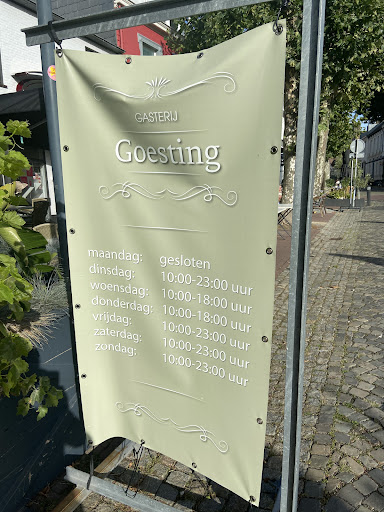 GASTERIJ
Goesting
maandag: gesloten
dinsdag: 10:00-23:00 uur
woensdag: 10:00-18:00 uur
donderdag: 10:00-18:00 uur
vrijdag: 10:00-23:00 uur
zaterdag: 10:00-23:00 uur
zondag: 10:00-23:00 uur